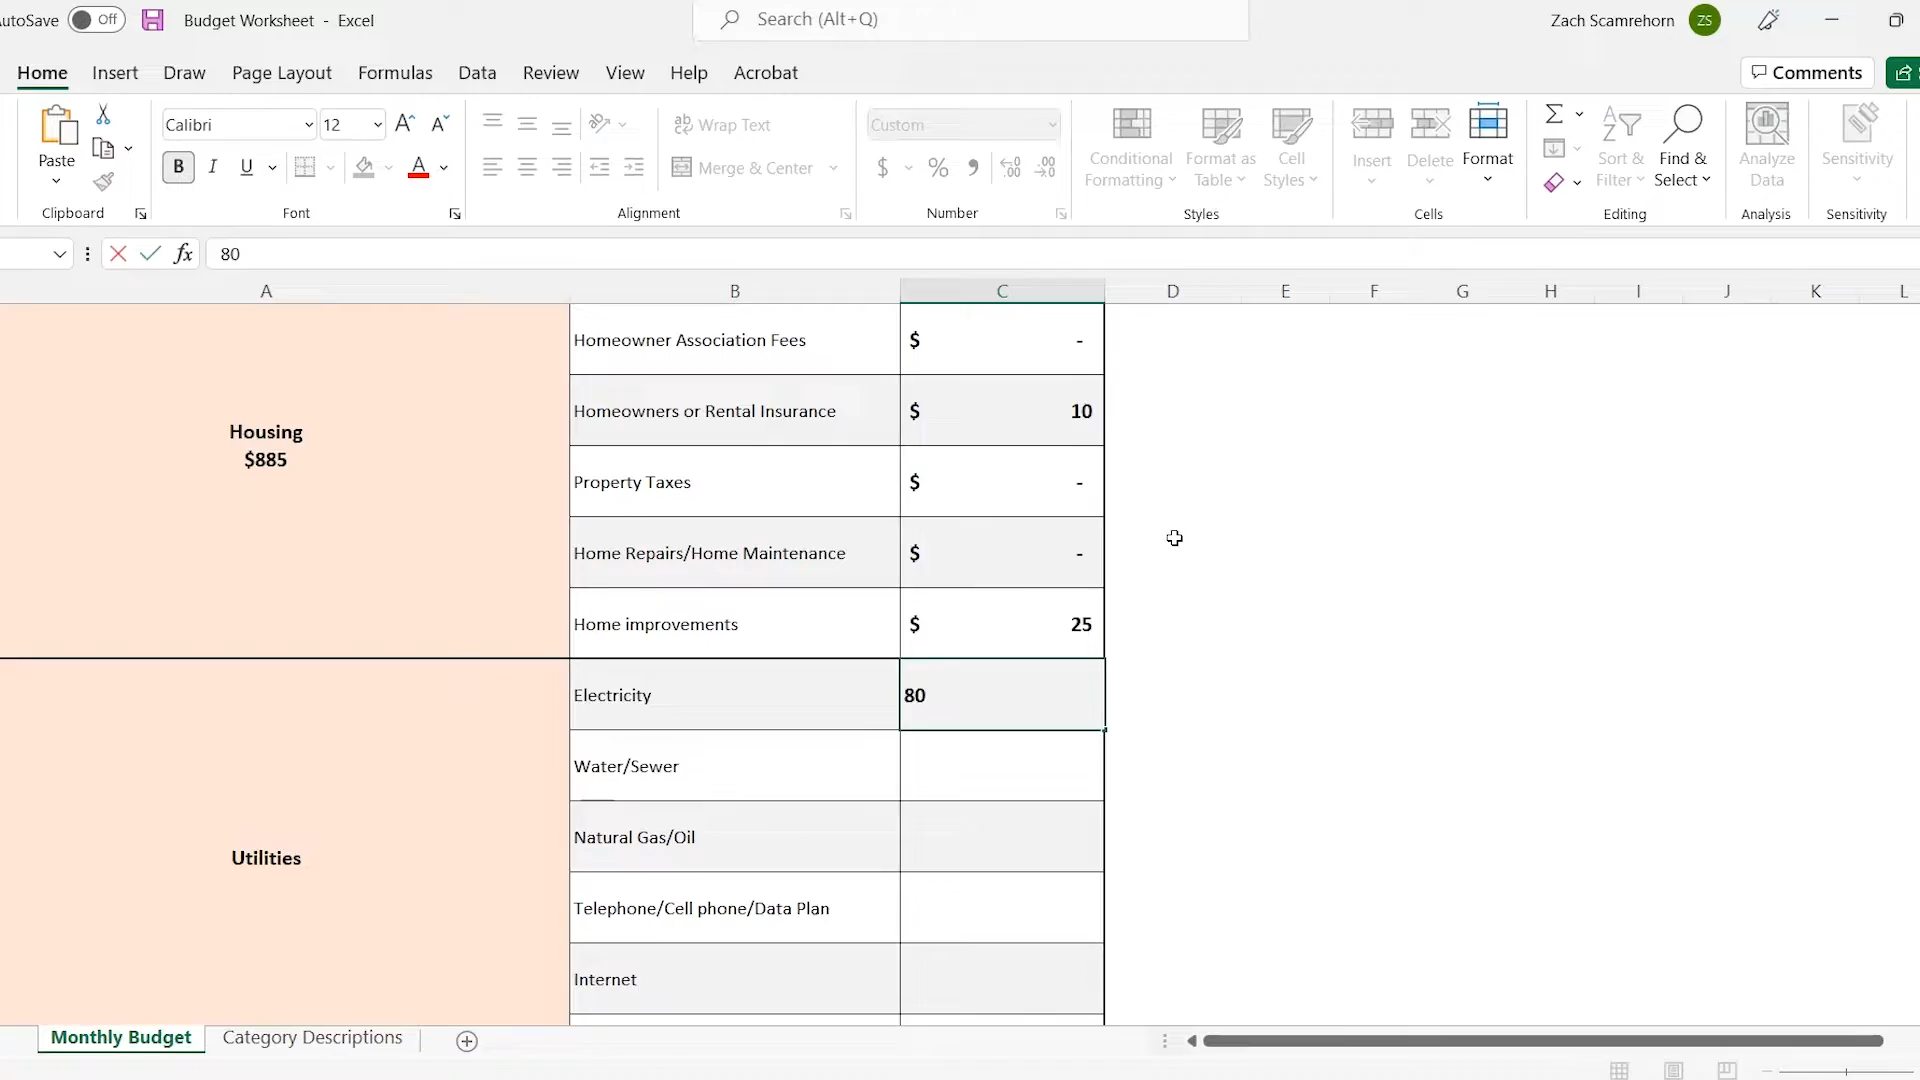 utoSave Off Budget Worksheet - Excel Search (Alt+Q) Zach Scamrehorn ZS
Home Insert Draw Page Layout Formulas Data Review View Help Acrobat Comments
Paste
Calibri 12
B I U A
Clipboard
Font
ab Wrap Text
Merge & Center
Alignment
Custom
$ % 9 .00 .00
Number
Conditional Formatting
Format as Table
Cell Styles
Styles
Insert Delete Format
Cells
Sort & Filter
Find & Select
Editing
Analyze Data
Analysis
Sensitivity
Sensitivity
fx 80
A B C D E F G H I J K L
Housing
$885
Homeowner Association Fees $ -
Homeowners or Rental Insurance $ 10
Property Taxes $ -
Home Repairs/Home Maintenance $ -
Home improvements $ 25
Utilities
Electricity 80
Water/Sewer
Natural Gas/Oil
Telephone/Cell phone/Data Plan
Internet
Monthly Budget Category Descriptions